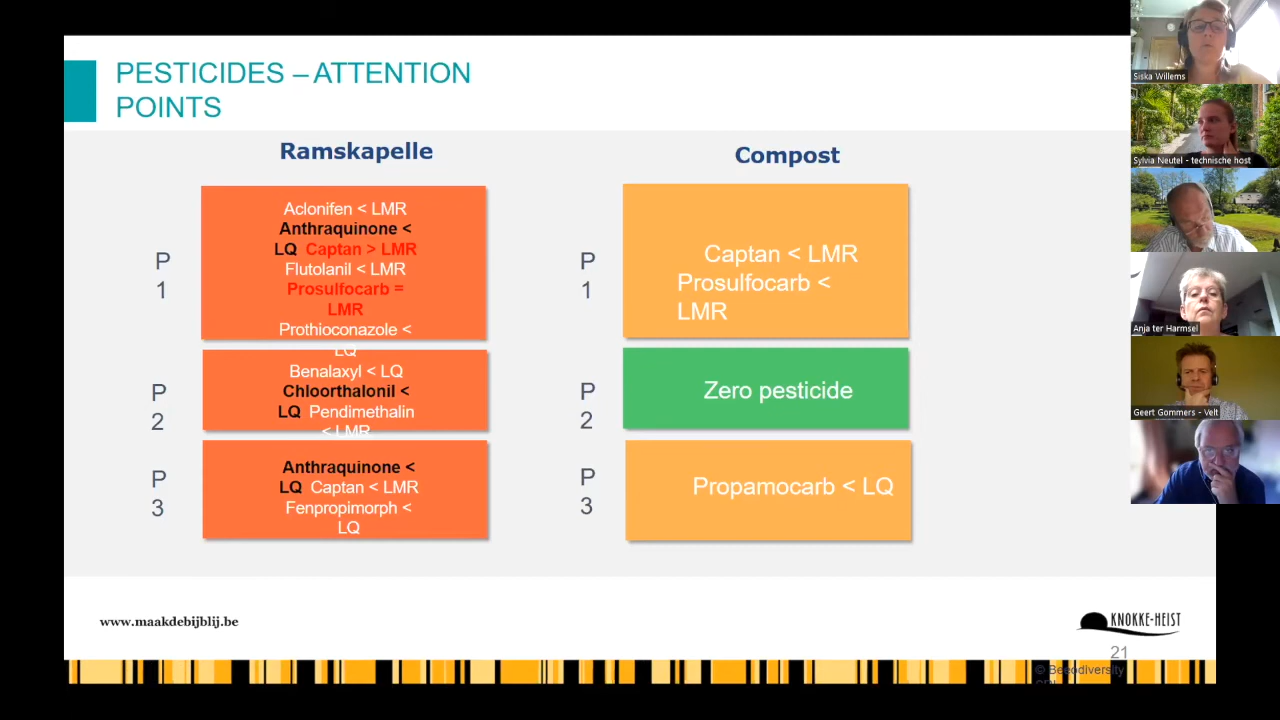 PESTICIDES – ATTENTION
POINTS
Ramskapelle
P
1
Aclonifen < LMR
Anthraquinone <
LQ Captan > LMR
Flutolanil < LMR
Prosulfocarb =
LMR
Prothioconazole <
LQ
P
2
Benalaxyl < LQ
Chloorthalonil <
LQ Pendimethalin
< LMR
P
3
Anthraquinone <
LQ Captan < LMR
Fenpropimorph <
LQ
Compost
P
1
Captan < LMR
Prosulfocarb <
LMR
P
2
Zero pesticide
P
3
Propamocarb < LQ
www.maakdebijblij.be
KNOKKE-HEIST
21
© Beeodiversity
Siska Willems
Sylvia Neutel - technische host
Anja ter Harmsel
Geert Gommers - Velt